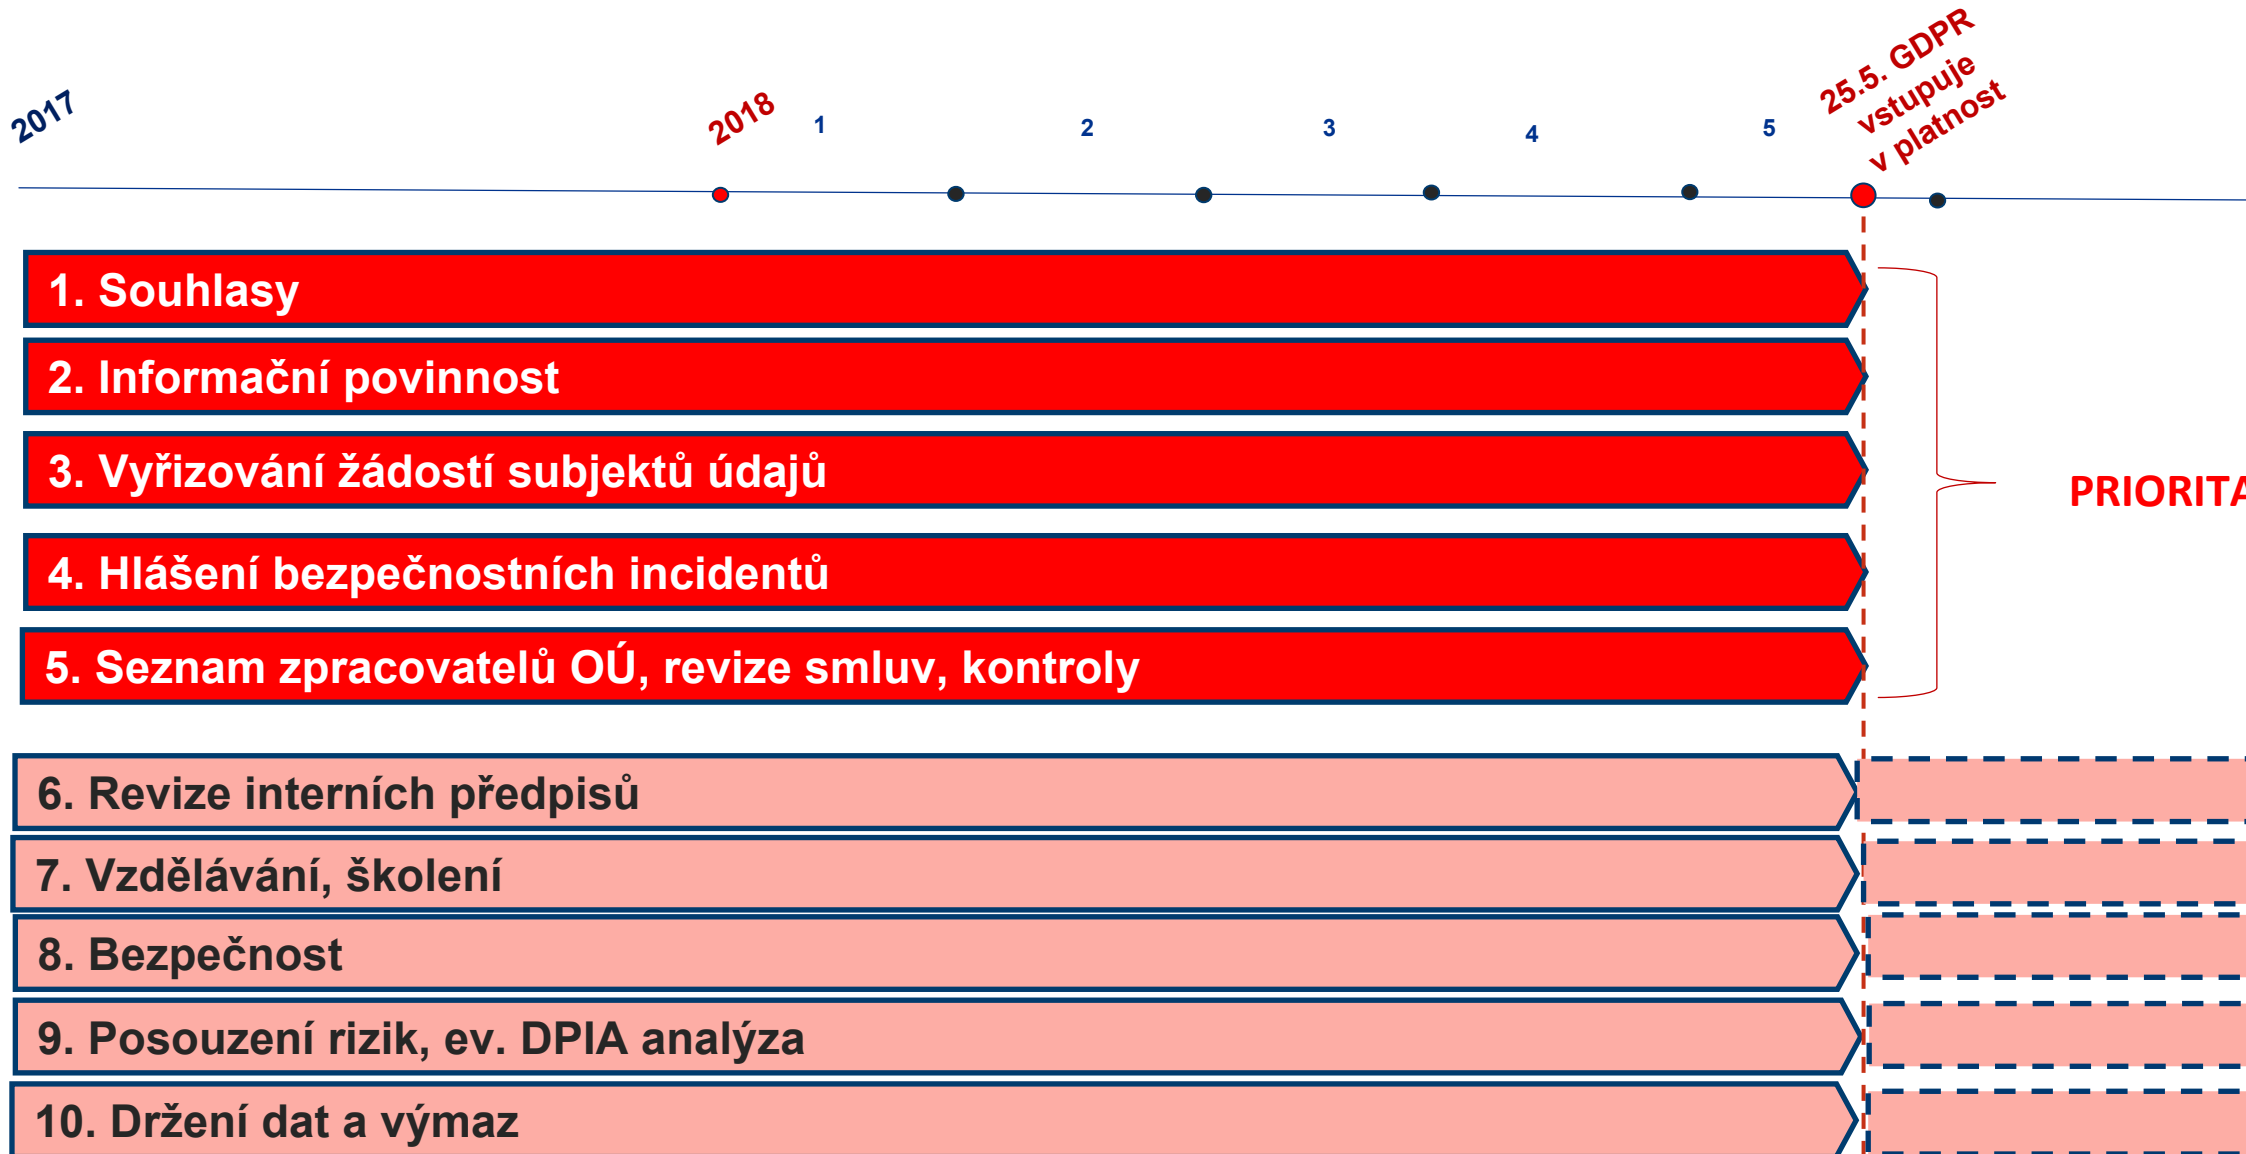 2017
2018
1
2
3
4
5
25.5. GDPR
vstupuje
v platnost
1. Souhlasy
2. Informační povinnost
3. Vyřizování žádostí subjektů údajů
4. Hlášení bezpečnostních incidentů
5. Seznam zpracovatelů OÚ, revize smluv, kontroly
PRIORITA
6. Revize interních předpisů
7. Vzdělávání, školení
8. Bezpečnost
9. Posouzení rizik, ev. DPIA analýza
10. Držení dat a výmaz